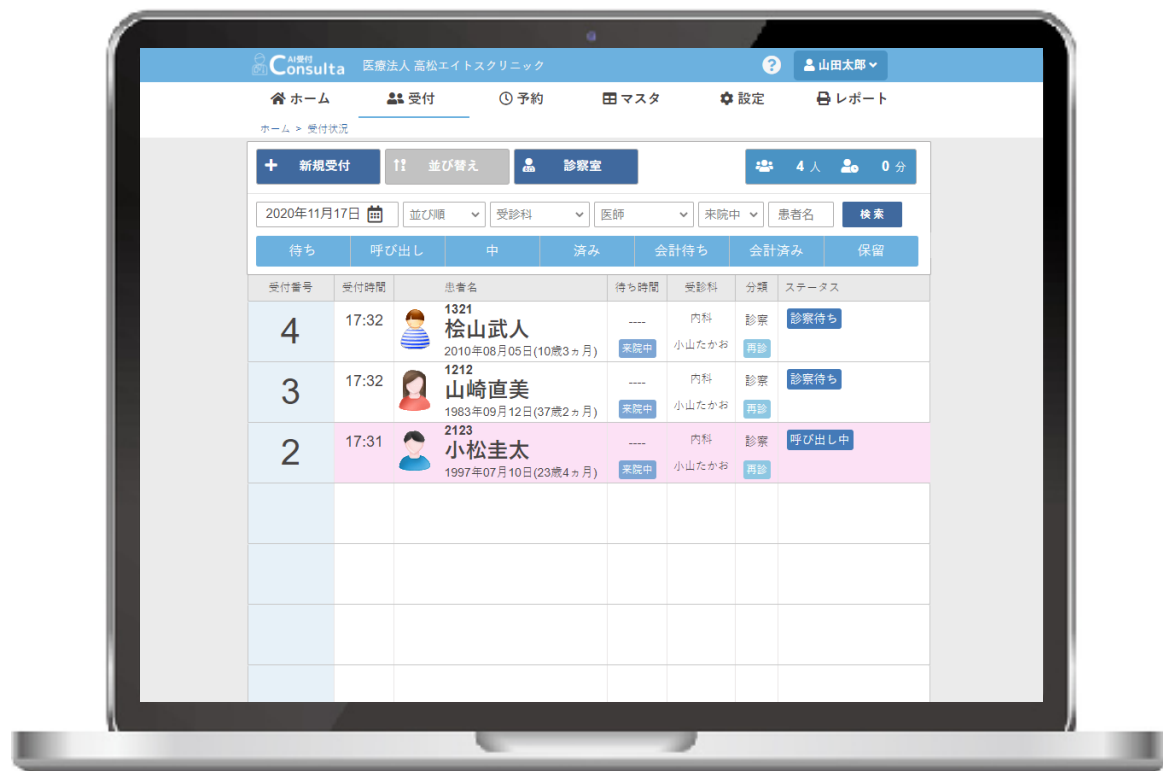 AI受付
Consulta 医療法人 高松エイトスクリニック ? 山田太郎
ホーム 受付 予約 マスタ 設定 レポート
ホーム > 受付状況
+ 新規受付 並び替え 診察室 4 人 0 分
2020年11月17日 並び順 受診科 医師 来院中 患者名 検索
待ち 呼び出し 中 済み 会計待ち 会計済み 保留
受付番号 受付時間 患者名 待ち時間 受診科 分類 ステータス
1321
4 17:32 桧山武人 ---- 内科 診察 診察待ち
2010年08月05日(10歳3ヵ月) 来院中 小山たかお 再診
1212
3 17:32 山崎直美 ---- 内科 診察 診察待ち
1983年09月12日(37歳2ヵ月) 来院中 小山たかお 再診
2123
2 17:31 小松圭太 ---- 内科 診察 呼び出し中
1997年07月10日(23歳4ヵ月) 来院中 小山たかお 再診